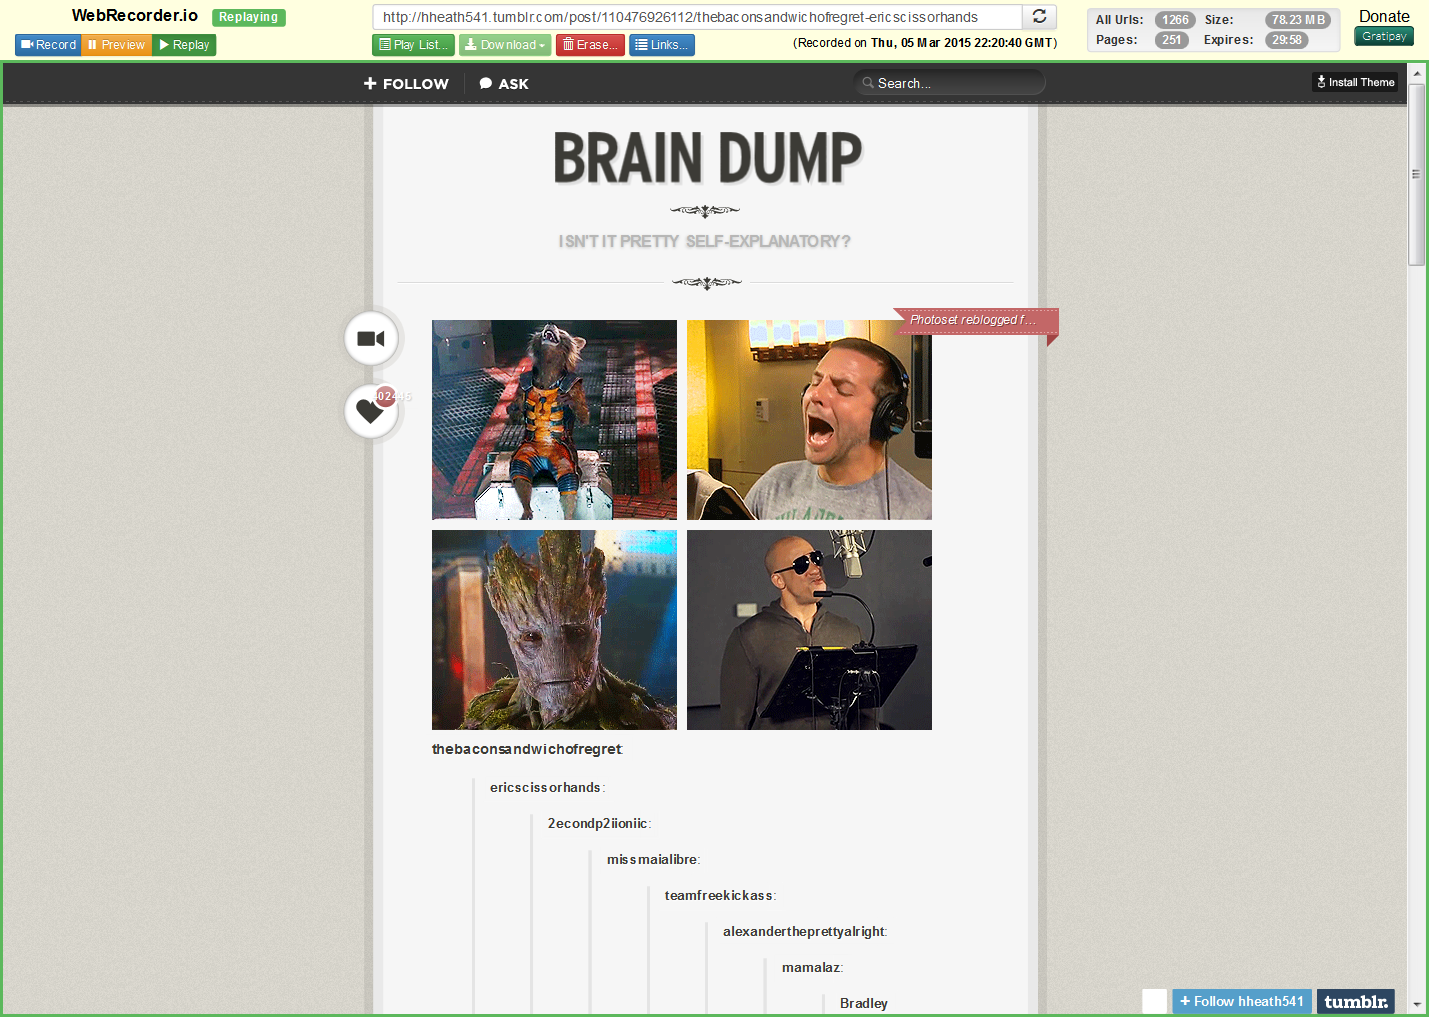 WebRecorder.io Replaying
http://hheath541.tumblr.com/post/110476926112/thebaconsandwichofregret-ericscissorhands
All Urls: 1266 Size: 78.23 MB
Pages: 251 Expires: 29:58
Donate
Gratipay
Record Preview Replay
Play List... Download Erase... Links...
(Recorded on Thu, 05 Mar 2015 22:20:40 GMT)
+ FOLLOW
ASK
Search...
Install Theme
BRAIN DUMP
ISN'T IT PRETTY SELF-EXPLANATORY?
Photoset reblogged f...
thebaconsandwichofregret:
ericscissorhands:
2econdp2iioniic:
missmaialibre:
teamfreekickass:
alexandertheprettyalright:
mamalaz:
Bradley
+ Follow hheath541
tumblr.